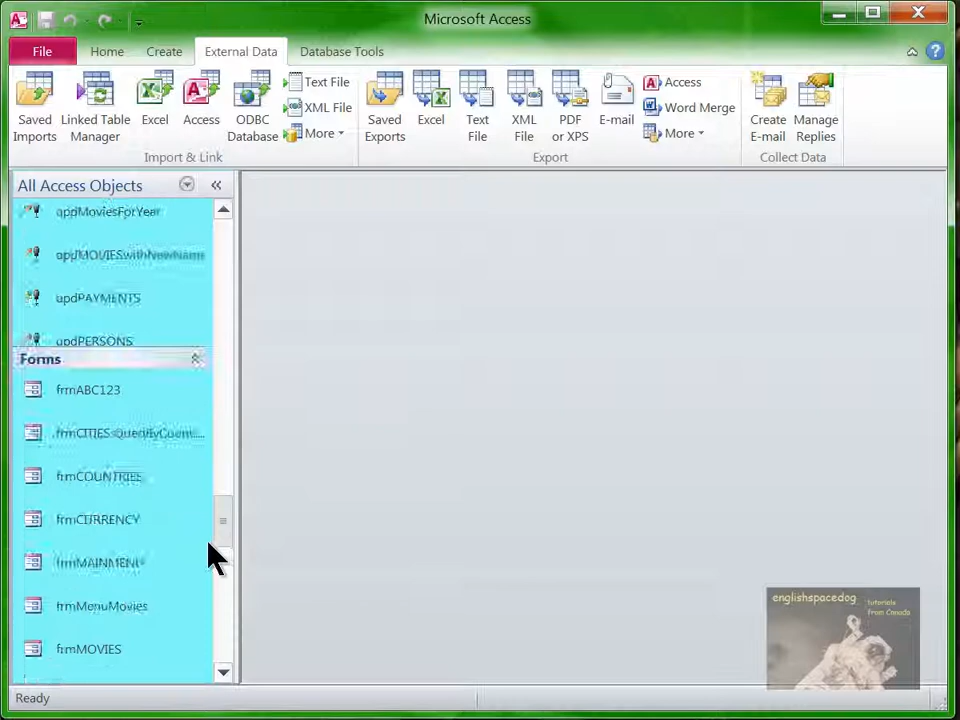 Microsoft Access
File Home Create External Data Database Tools
Saved Imports
Linked Table Manager
Excel
Access
ODBC Database
Text File
XML File
More
Import & Link
Saved Exports
Excel
Text File
XML File
PDF or XPS
E-mail
Access
Word Merge
More
Export
Create E-mail
Manage Replies
Collect Data
All Access Objects
updMOVIESwithNewName
updPAYMENTS
updPERSONS
Forms
frmABC123
frmCOUNTRIES
frmCURRENCY
frmMenuMovies
frmMOVIES
englishspacedog
tutorials
from Canada
Ready